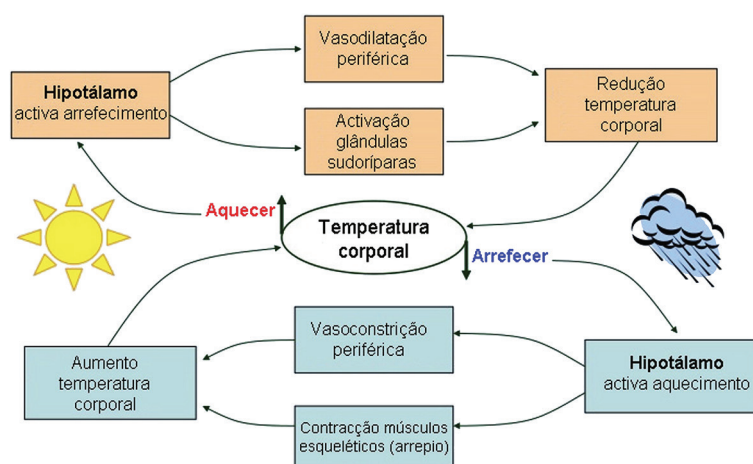 Vasodilatação
periférica
Hipotálamo
activa arrefecimento
Redução
temperatura
corporal
Activação
glândulas
sudoríparas
Aquecer
Temperatura
corporal
Arrefecer
Vasoconstrição
periférica
Aumento
temperatura
corporal
Hipotálamo
activa aquecimento
Contracção músculos
esqueléticos (arrepio)